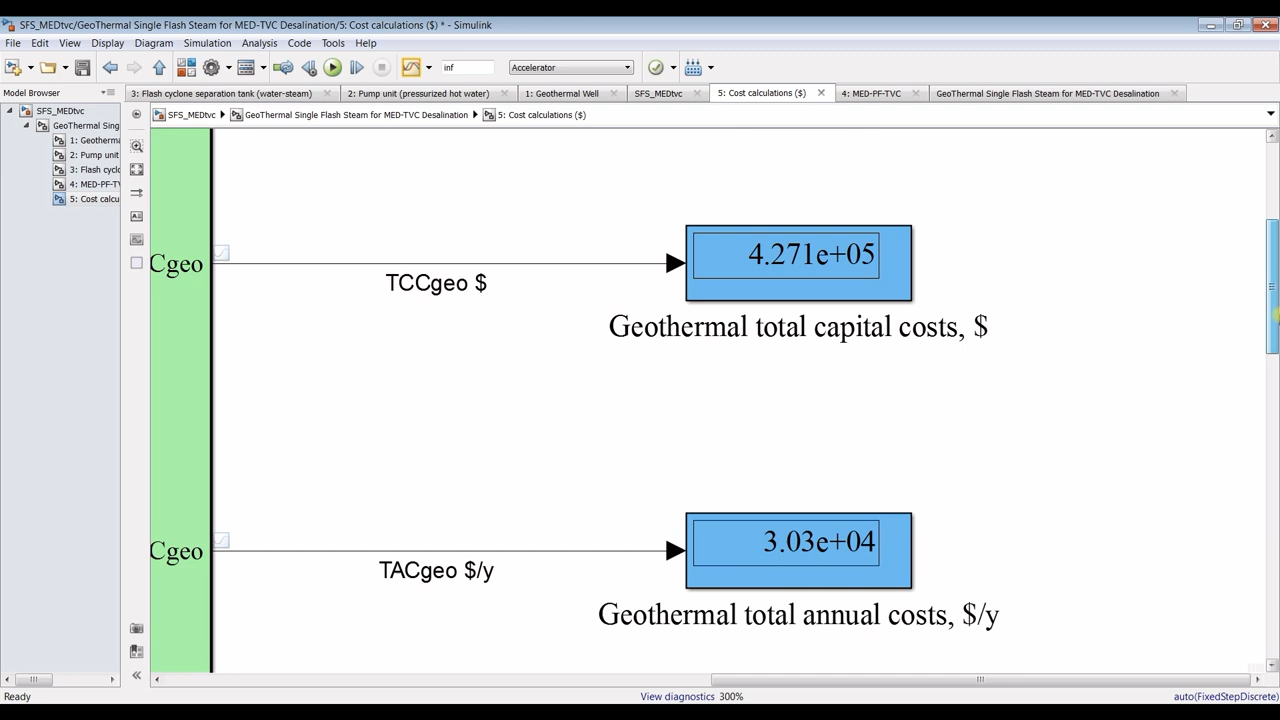 SFS_MEDtvc/GeoThermal Single Flash Steam for MED-TVC Desalination/5: Cost calculations ($) * - Simulink
File Edit View Display Diagram Simulation Analysis Code Tools Help
inf Accelerator
Model Browser
3: Flash cyclone separation tank (water-steam) 2: Pump unit (pressurized hot water) 1: Geothermal Well SFS_MEDtvc 5: Cost calculations ($) 4: MED-PF-TVC GeoThermal Single Flash Steam for MED-TVC Desalination
SFS_MEDtvc
GeoThermal Sing
1: Geotherma
2: Pump unit
3: Flash cyclo
4: MED-PF-TV
5: Cost calcu
SFS_MEDtvc GeoThermal Single Flash Steam for MED-TVC Desalination 5: Cost calculations ($)
Cgeo
TCCgeo $
4.271e+05
Geothermal total capital costs, $
Cgeo
TACgeo $/y
3.03e+04
Geothermal total annual costs, $/y
Ready View diagnostics 300% auto(FixedStepDiscrete)